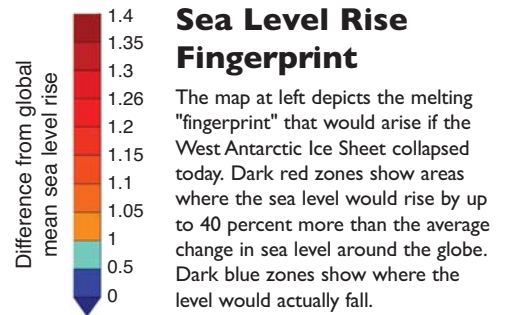 1.4
1.35
1.3
1.26
1.2
1.15
1.1
1.05
1
0.5
0
Difference from global
mean sea level rise
Sea Level Rise
Fingerprint
The map at left depicts the melting
"fingerprint" that would arise if the
West Antarctic Ice Sheet collapsed
today. Dark red zones show areas
where the sea level would rise by up
to 40 percent more than the average
change in sea level around the globe.
Dark blue zones show where the
level would actually fall.